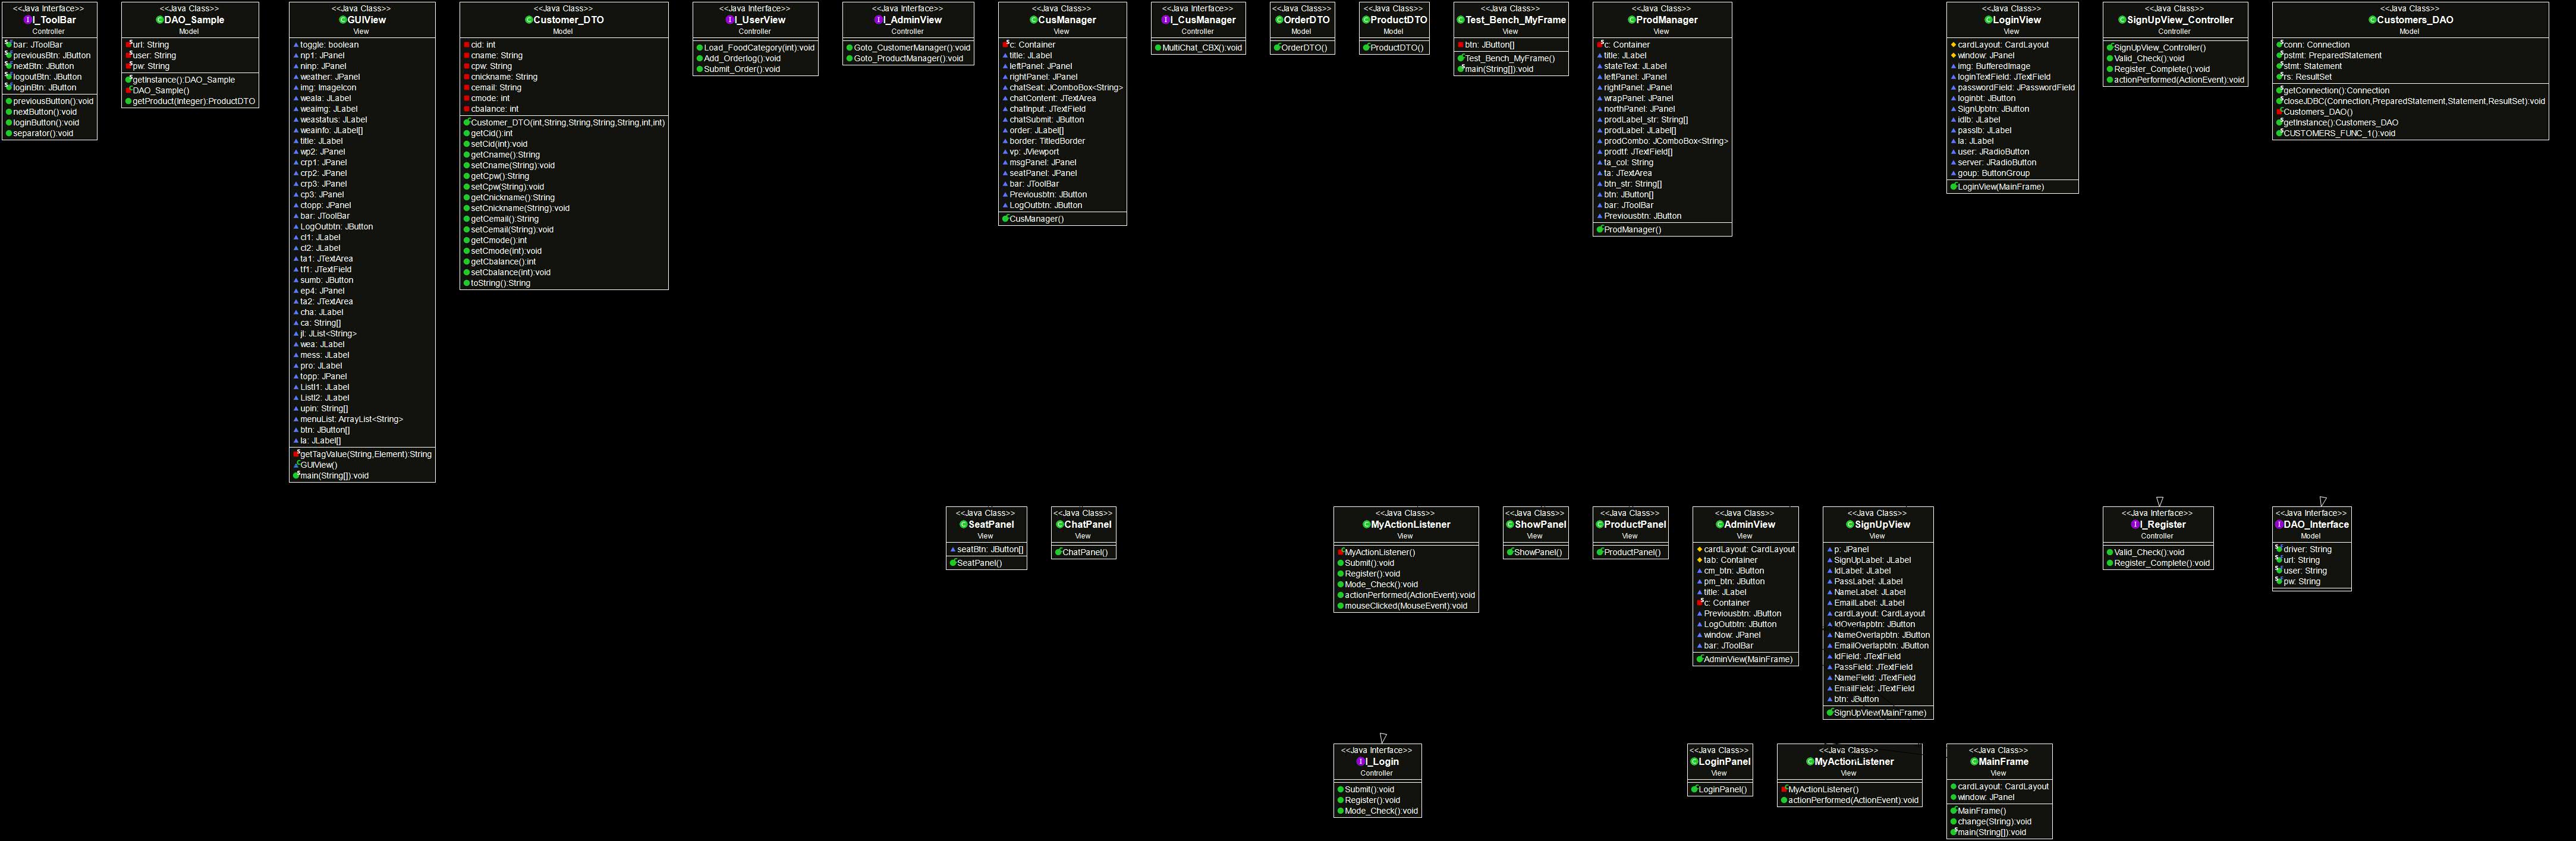 <<Java Interface>>
I_ToolBar
Controller
bar: JToolBar
previousBtn: JButton
nextBtn: JButton
logoutBtn: JButton
loginBtn: JButton
previousButton():void
nextButton():void
loginButton():void
separator():void
<<Java Class>>
DAO_Sample
Model
url: String
user: String
pw: String
getInstance():DAO_Sample
DAO_Sample()
getProduct(Integer):ProductDTO
<<Java Class>>
GUIView
View
toggle: boolean
np1: JPanel
ninp: JPanel
weather: JPanel
img: ImageIcon
weala: JLabel
weaimg: JLabel
weastatus: JLabel
weainfo: JLabel[]
title: JLabel
wp2: JPanel
crp1: JPanel
crp2: JPanel
crp3: JPanel
cp3: JPanel
ctopp: JPanel
bar: JToolBar
LogOutbtn: JButton
cl1: JLabel
cl2: JLabel
ta1: JTextArea
tf1: JTextField
sumb: JButton
ep4: JPanel
ta2: JTextArea
cha: JLabel
ca: String[]
jl: JList<String>
wea: JLabel
mess: JLabel
pro: JLabel
topp: JPanel
Listl1: JLabel
Listl2: JLabel
upin: String[]
menuList: ArrayList<String>
btn: JButton[]
la: JLabel[]
getTagValue(String,Element):String
GUIView()
main(String[]):void
<<Java Class>>
Customer_DTO
Model
cid: int
cname: String
cpw: String
cnickname: String
cemail: String
cmode: int
cbalance: int
Customer_DTO(int,String,String,String,String,int,int)
getCid():int
setCid(int):void
getCname():String
setCname(String):void
getCpw():String
setCpw(String):void
getCnickname():String
setCnickname(String):void
getCemail():String
setCemail(String):void
getCmode():int
setCmode(int):void
getCbalance():int
setCbalance(int):void
toString():String
<<Java Interface>>
I_UserView
Controller
Load_FoodCategory(int):void
Add_Orderlog():void
Submit_Order():void
<<Java Interface>>
I_AdminView
Controller
Goto_CustomerManager():void
Goto_ProductManager():void
<<Java Class>>
CusManager
View
c: Container
title: JLabel
leftPanel: JPanel
rightPanel: JPanel
chatSeat: JComboBox<String>
chatContent: JTextArea
chatInput: JTextField
chatSubmit: JButton
order: JLabel[]
border: TitledBorder
vp: JViewport
msgPanel: JPanel
seatPanel: JPanel
bar: JToolBar
Previousbtn: JButton
LogOutbtn: JButton
CusManager()
<<Java Interface>>
I_CusManager
Controller
MultiChat_CBX():void
<<Java Class>>
OrderDTO
Model
OrderDTO()
<<Java Class>>
ProductDTO
Model
ProductDTO()
<<Java Class>>
Test_Bench_MyFrame
View
btn: JButton[]
Test_Bench_MyFrame()
main(String[]):void
<<Java Class>>
ProdManager
View
c: Container
title: JLabel
stateText: JLabel
leftPanel: JPanel
rightPanel: JPanel
wrapPanel: JPanel
northPanel: JPanel
prodLabel_str: String[]
prodLabel: JLabel[]
prodCombo: JComboBox<String>
prodtf: JTextField[]
ta_col: String
ta: JTextArea
btn_str: String[]
btn: JButton[]
bar: JToolBar
Previousbtn: JButton
ProdManager()
<<Java Class>>
LoginView
View
cardLayout: CardLayout
window: JPanel
img: BufferedImage
loginTextField: JTextField
passwordField: JPasswordField
loginbt: JButton
SignUpbtn: JButton
idlb: JLabel
passlb: JLabel
la: JLabel
user: JRadioButton
server: JRadioButton
goup: ButtonGroup
LoginView(MainFrame)
<<Java Class>>
SignUpView_Controller
Controller
SignUpView_Controller()
Valid_Check():void
Register_Complete():void
actionPerformed(ActionEvent):void
<<Java Class>>
Customers_DAO
Model
conn: Connection
pstmt: PreparedStatement
stmt: Statement
rs: ResultSet
getConnection():Connection
closeJDBC(Connection,PreparedStatement,Statement,ResultSet):void
Customers_DAO()
getInstance():Customers_DAO
CUSTOMERS_FUNC_1():void
<<Java Class>>
SeatPanel
View
seatBtn: JButton[]
SeatPanel()
<<Java Class>>
ChatPanel
View
ChatPanel()
<<Java Class>>
MyActionListener
View
MyActionListener()
Submit():void
Register():void
Mode_Check():void
actionPerformed(ActionEvent):void
mouseClicked(MouseEvent):void
<<Java Class>>
ShowPanel
View
ShowPanel()
<<Java Class>>
ProductPanel
View
ProductPanel()
<<Java Class>>
AdminView
View
cardLayout: CardLayout
tab: Container
cm_btn: JButton
pm_btn: JButton
title: JLabel
c: Container
Previousbtn: JButton
LogOutbtn: JButton
window: JPanel
bar: JToolBar
AdminView(MainFrame)
<<Java Class>>
SignUpView
View
p: JPanel
SignUpLabel: JLabel
IdLabel: JLabel
PassLabel: JLabel
NameLabel: JLabel
EmailLabel: JLabel
cardLayout: CardLayout
IdOverlapbtn: JButton
NameOverlapbtn: JButton
EmailOverlapbtn: JButton
IdField: JTextField
PassField: JTextField
NameField: JTextField
EmailField: JTextField
btn: JButton
SignUpView(MainFrame)
<<Java Interface>>
I_Register
Controller
Valid_Check():void
Register_Complete():void
<<Java Interface>>
DAO_Interface
Model
driver: String
url: String
user: String
pw: String
<<Java Interface>>
I_Login
Controller
Submit():void
Register():void
Mode_Check():void
<<Java Class>>
LoginPanel
View
LoginPanel()
<<Java Class>>
MyActionListener
View
MyActionListener()
actionPerformed(ActionEvent):void
<<Java Class>>
MainFrame
View
cardLayout: CardLayout
window: JPanel
MainFrame()
change(String):void
main(String[]):void